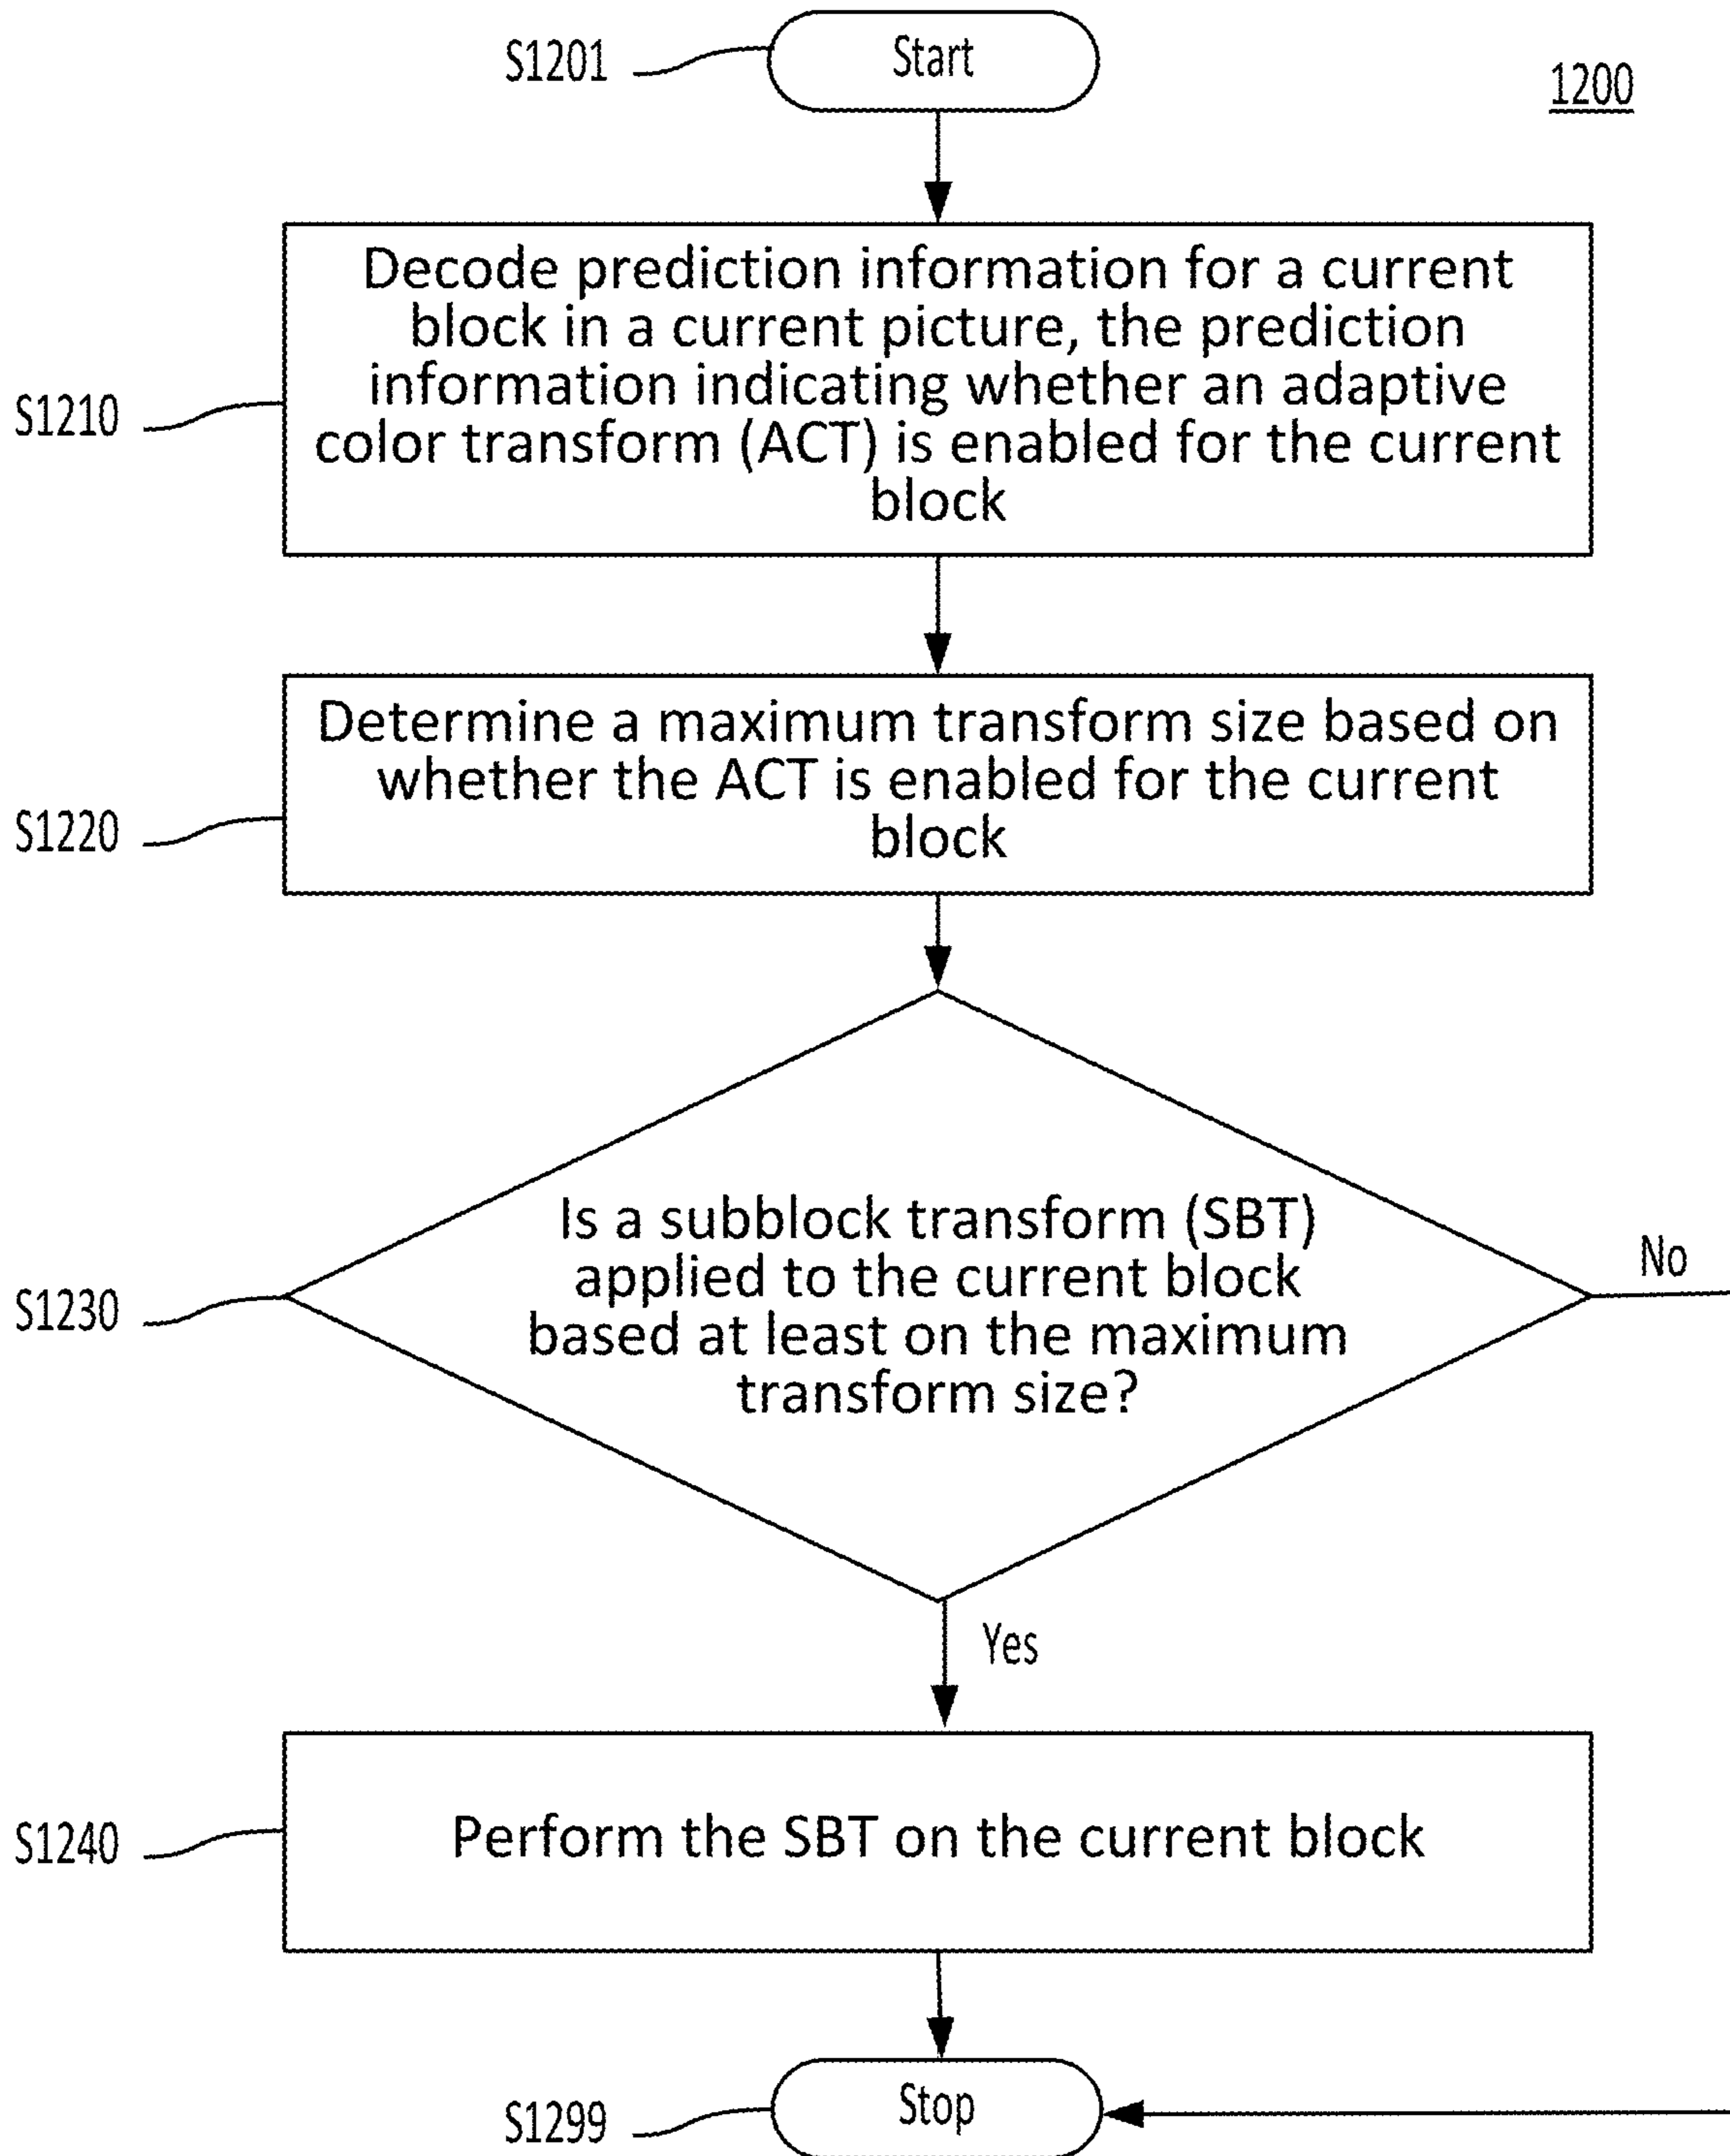 S1201
Start
1200
S1210
Decode prediction information for a current
block in a current picture, the prediction
information indicating whether an adaptive
color transform (ACT) is enabled for the current
block
S1220
Determine a maximum transform size based on
whether the ACT is enabled for the current
block
S1230
Is a subblock transform (SBT)
applied to the current block
based at least on the maximum
transform size?
No
Yes
S1240
Perform the SBT on the current block
S1299
Stop